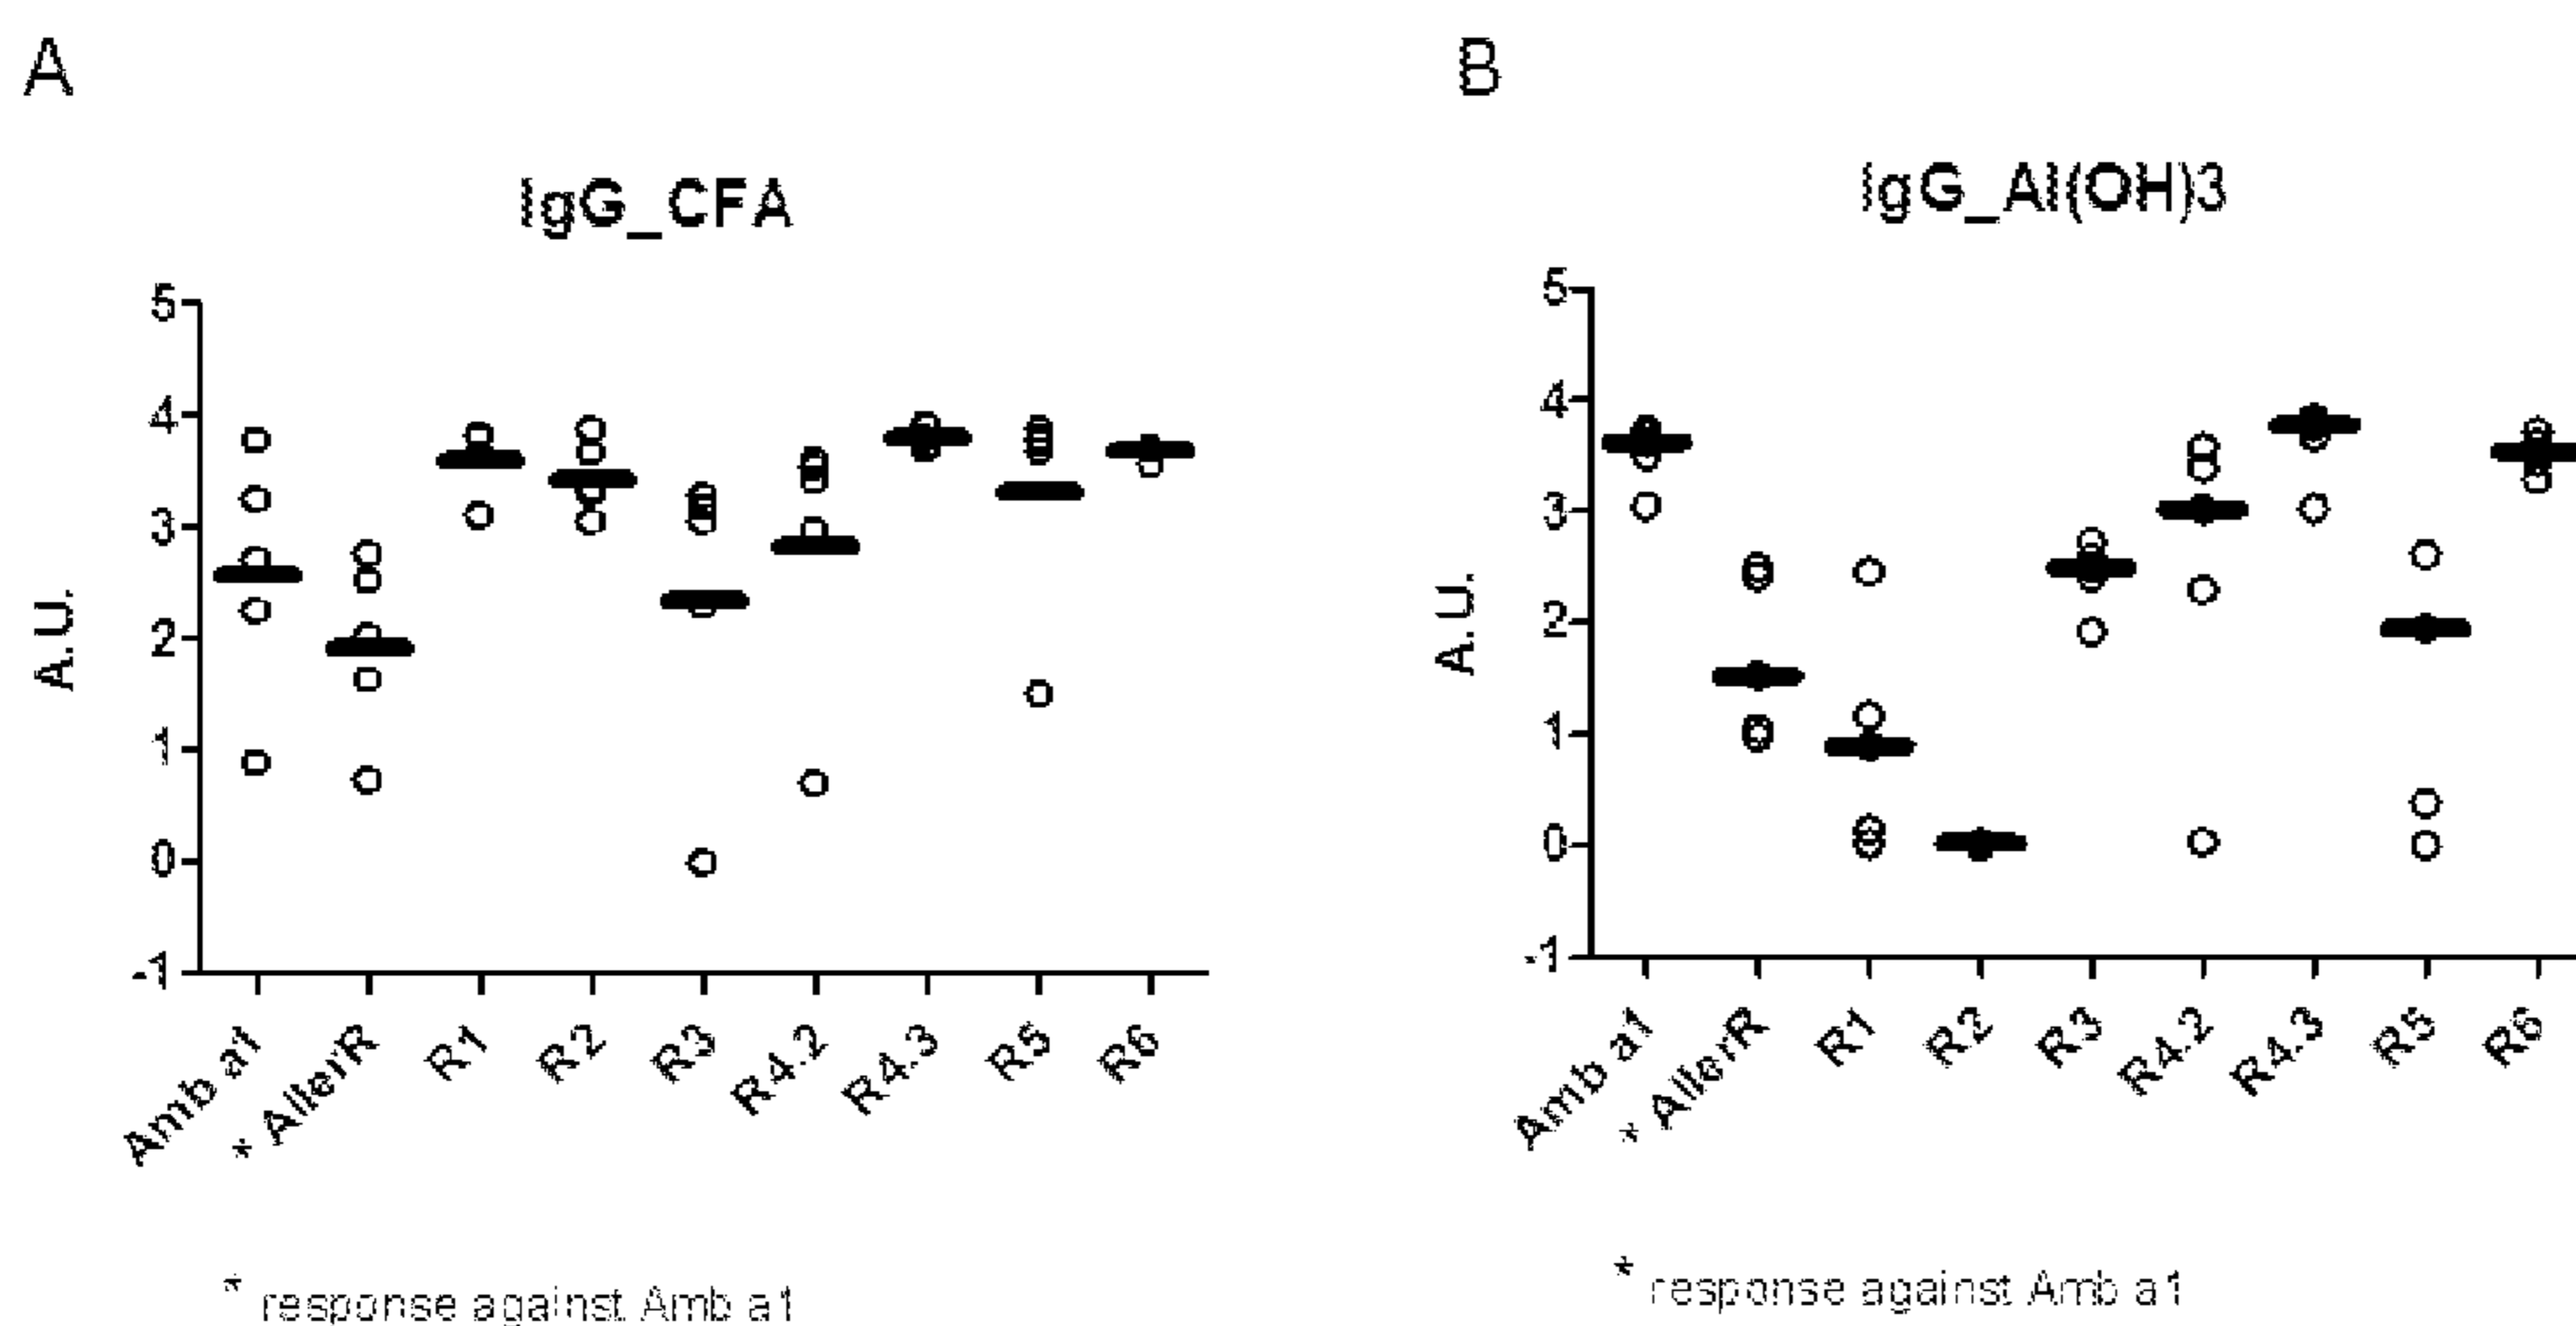 A
IgG_CFA
5
4
3
2
1
0
-1
A.U.
Amb a1
* AllerR
R1
R2
R3
R4.2
R4.3
R5
R6
* response against Amb a1
B
IgG_Al(OH)3
5
4
3
2
1
0
-1
A.U.
Amb a1
* AllerR
R1
R2
R3
R4.2
R4.3
R5
R6
* response against Amb a1